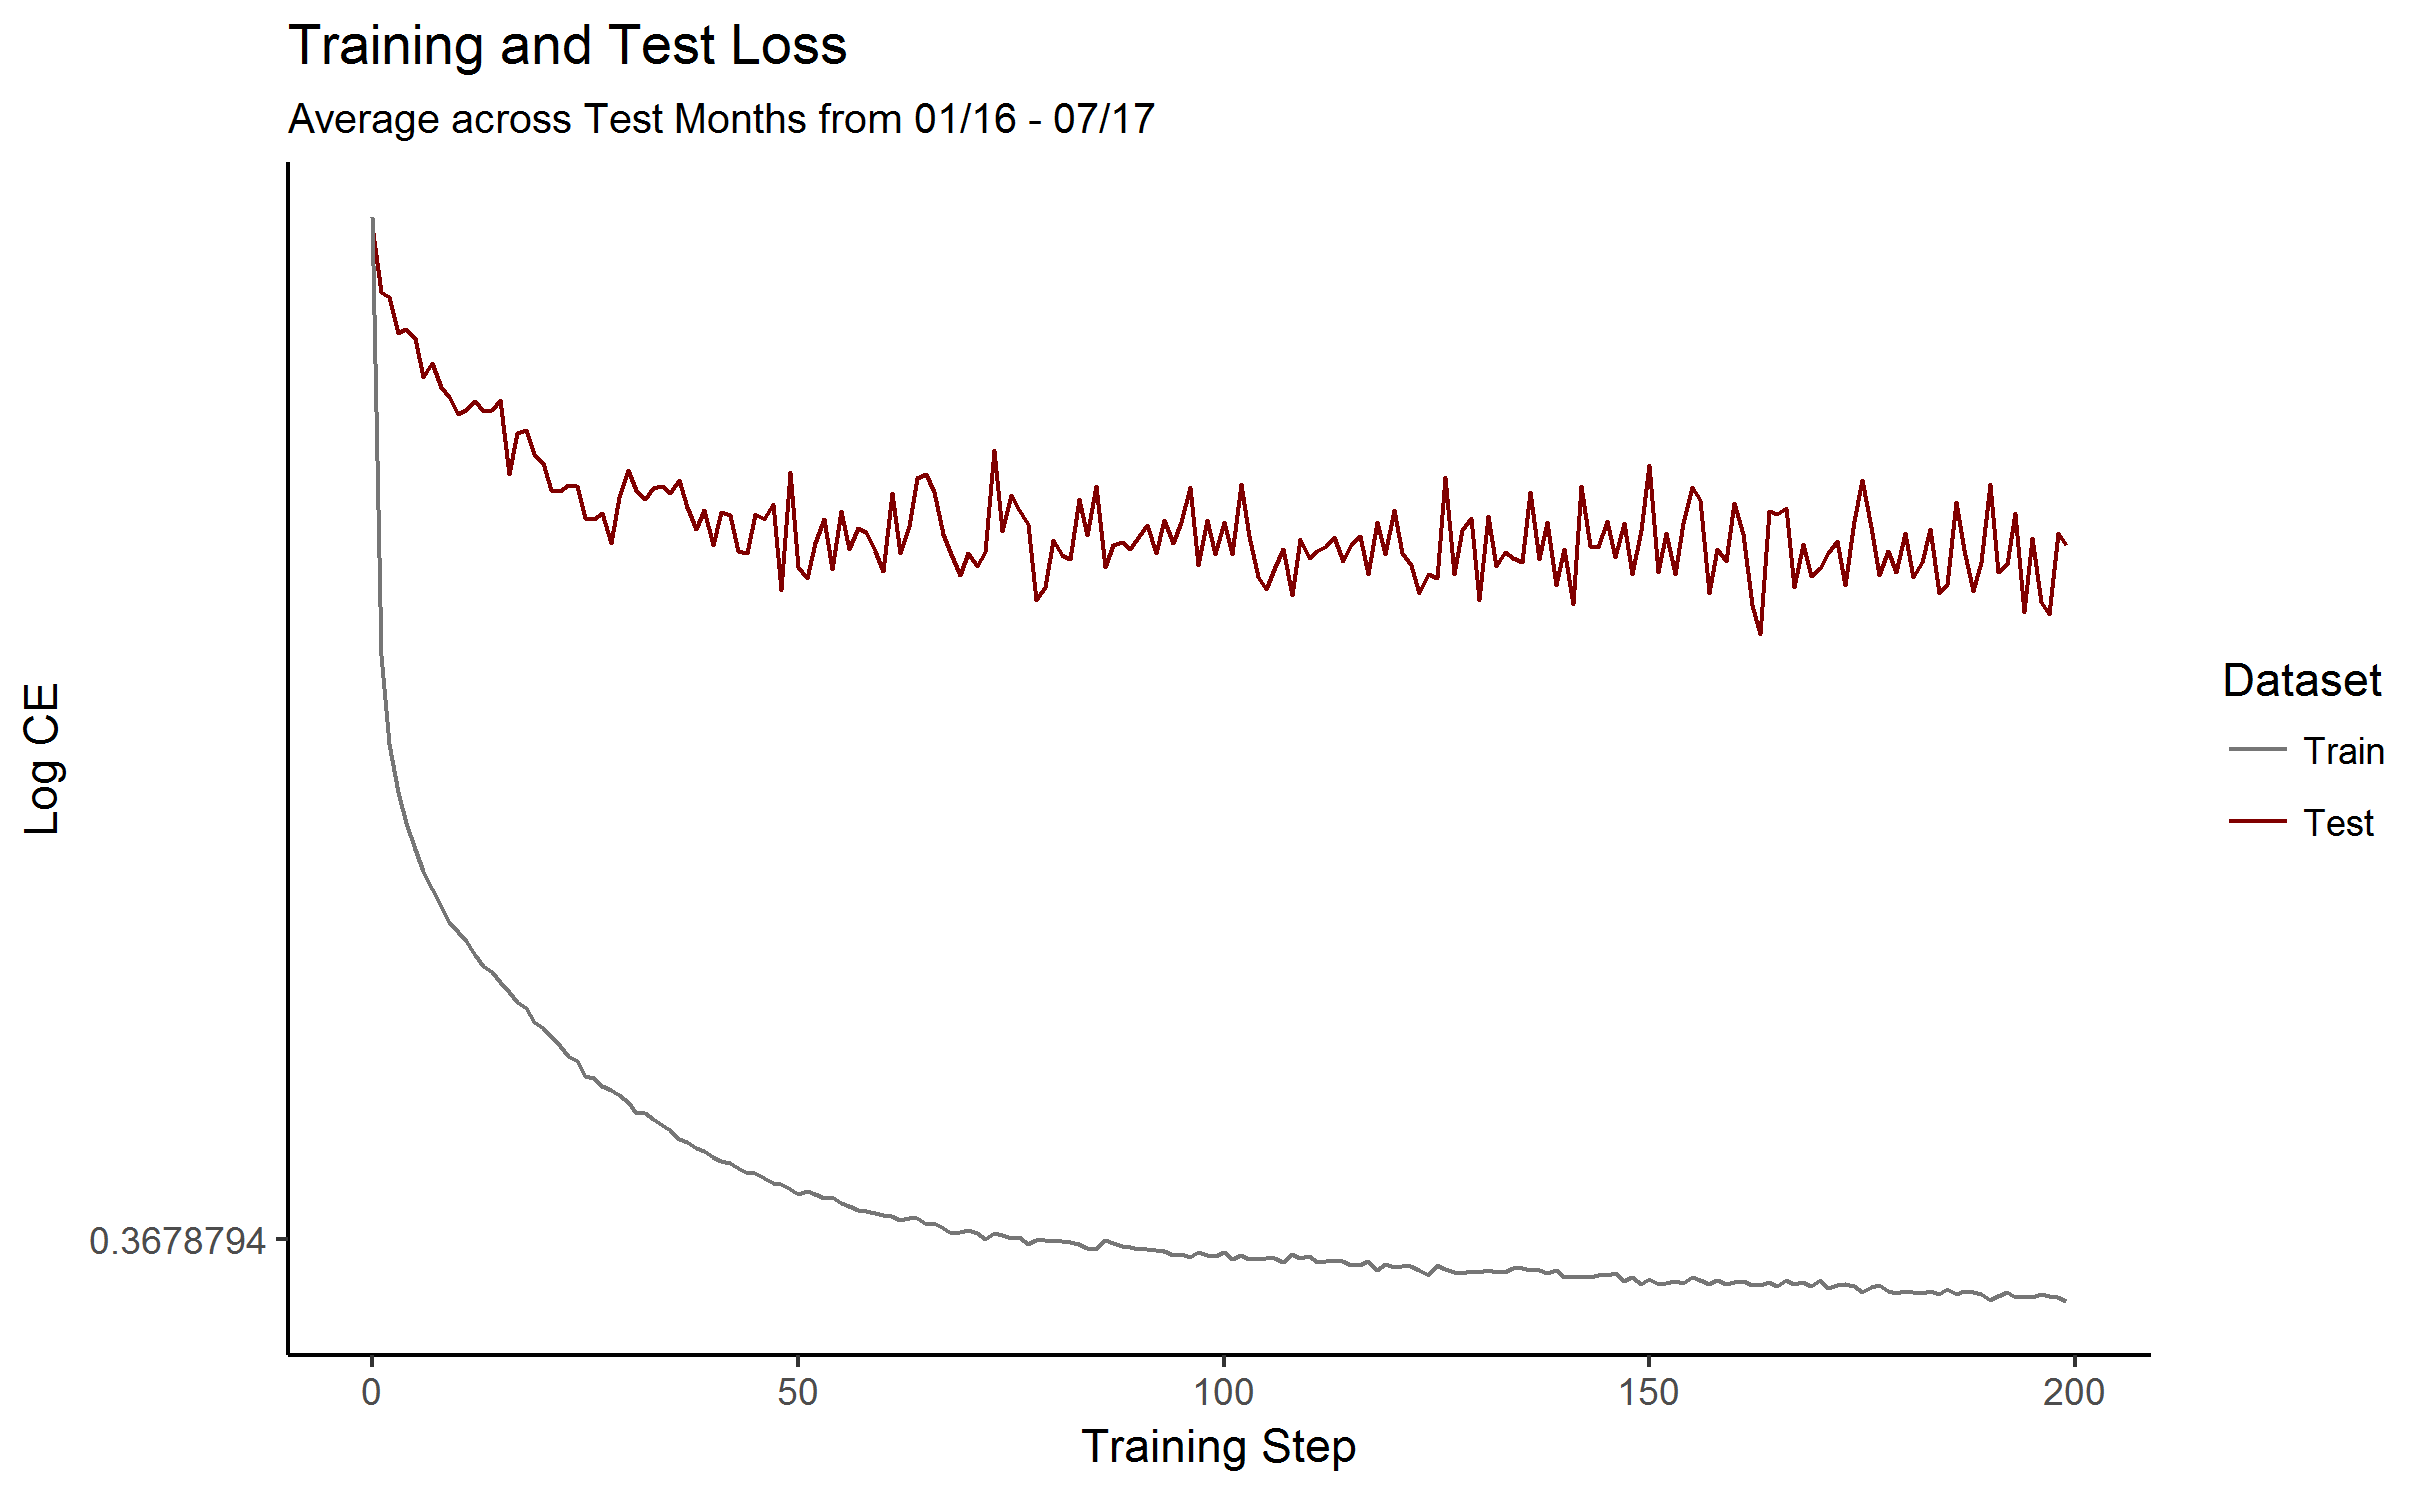 Training and Test Loss
Average across Test Months from 01/16 - 07/17
Log CE
0.3678794
0 50 100 150 200
Training Step
Dataset
Train
Test